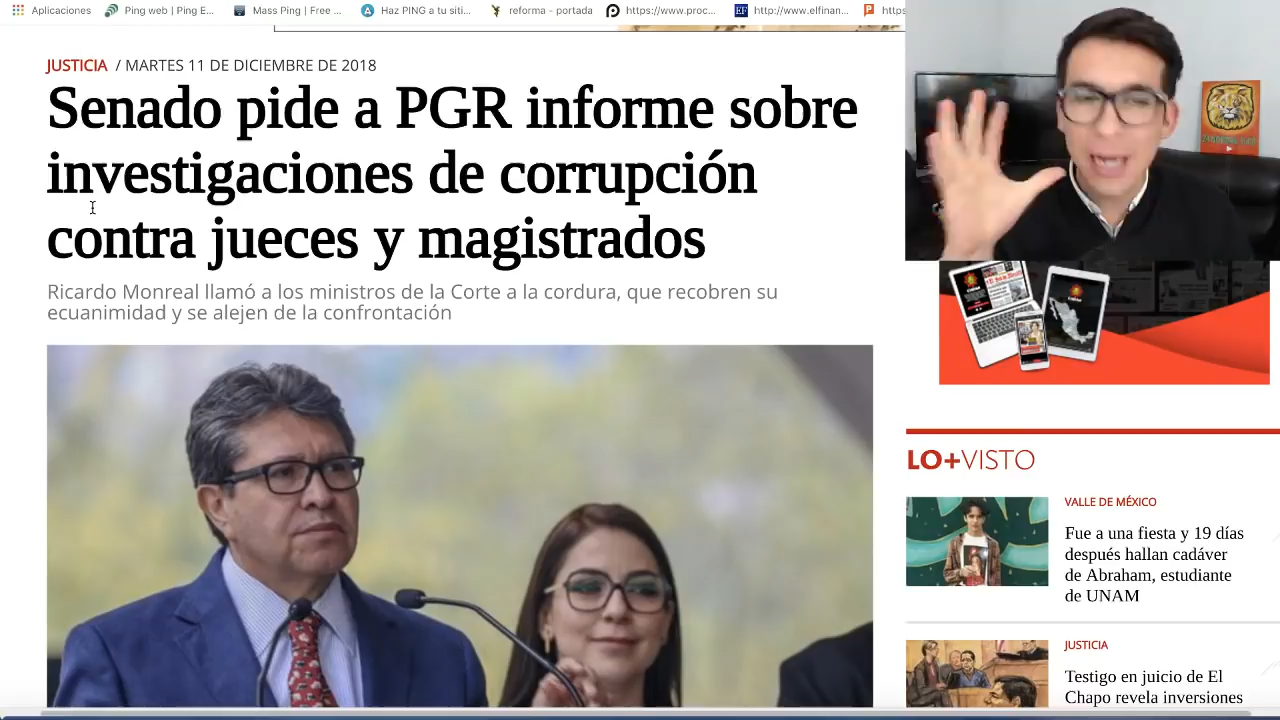 Aplicaciones
Ping web | Ping E...
Mass Ping | Free ...
Haz PING a tu siti...
reforma - portada
https://www.proc...
http://www.elfinan...
https
JUSTICIA / MARTES 11 DE DICIEMBRE DE 2018
Senado pide a PGR informe sobre
investigaciones de corrupción
contra jueces y magistrados
Ricardo Monreal llamó a los ministros de la Corte a la cordura, que recobren su
ecuanimidad y se alejen de la confrontación
LO+VISTO
VALLE DE MÉXICO
Fue a una fiesta y 19 días
después hallan cadáver
de Abraham, estudiante
de UNAM
JUSTICIA
Testigo en juicio de El
Chapo revela inversiones